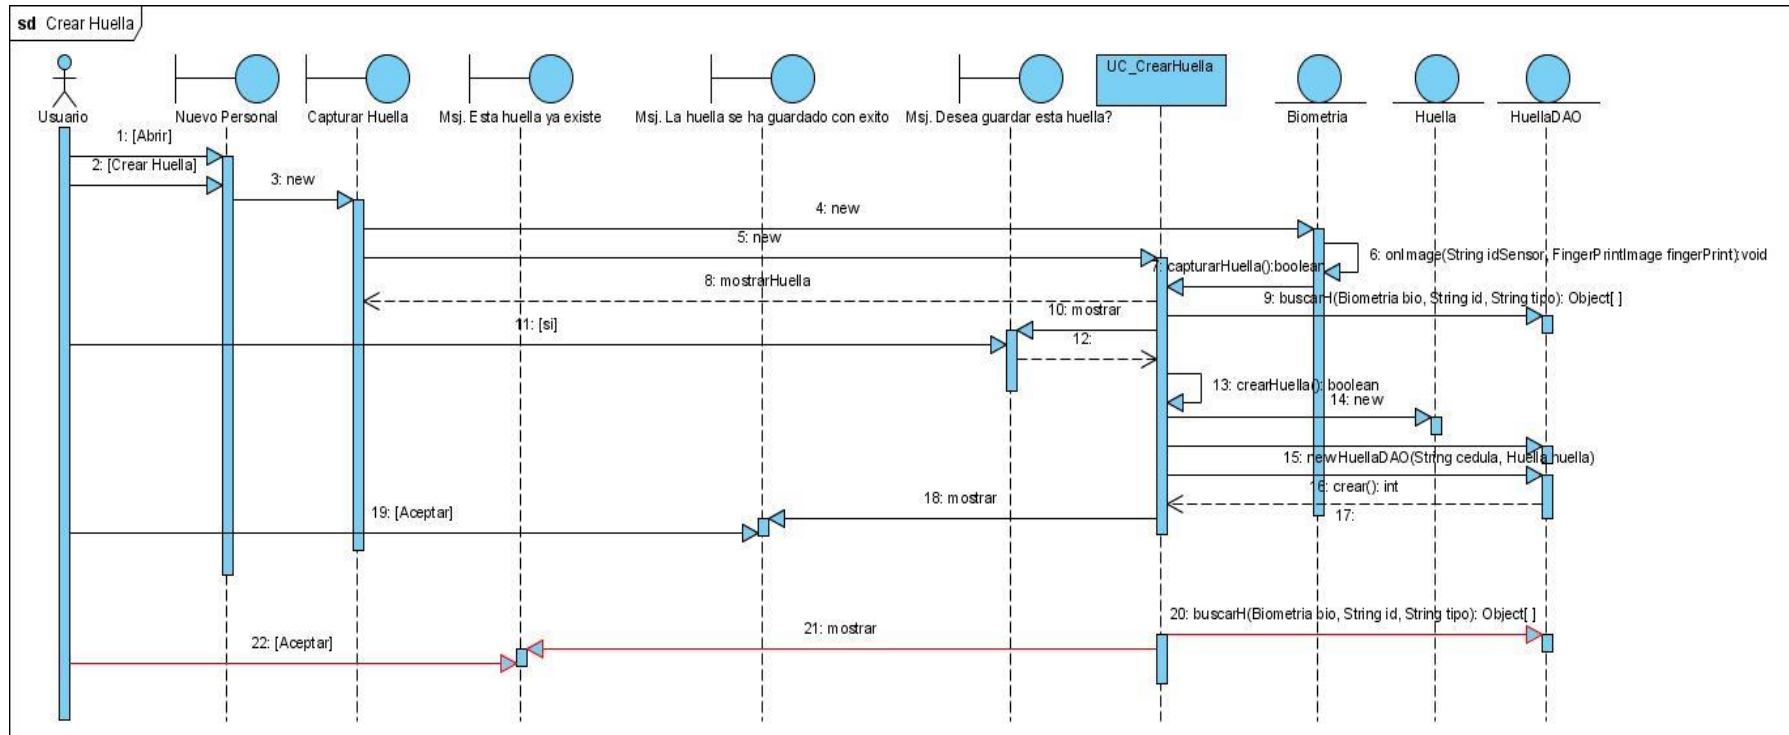 sd Crear Huella
UC_CrearHuella
Usuario
Nuevo Personal
Capturar Huella
Msj. Esta huella ya existe
Msj. La huella se ha guardado con exito
Msj. Desea guardar esta huella?
Biometria
Huella
HuellaDAO
1: [Abrir]
2: [Crear Huella]
3: new
4: new
5: new
6: onImage(String idSensor, FingerPrintImage fingerPrint):void
7: capturarHuella():boolean
8: mostrarHuella
9: buscarH(Biometria bio, String id, String tipo): Object[ ]
10: mostrar
11: [si]
12:
13: crearHuella(): boolean
14: new
15: newHuellaDAO(String cedula, Huella huella)
16: crear(): int
17:
18: mostrar
19: [Aceptar]
20: buscarH(Biometria bio, String id, String tipo): Object[ ]
21: mostrar
22: [Aceptar]